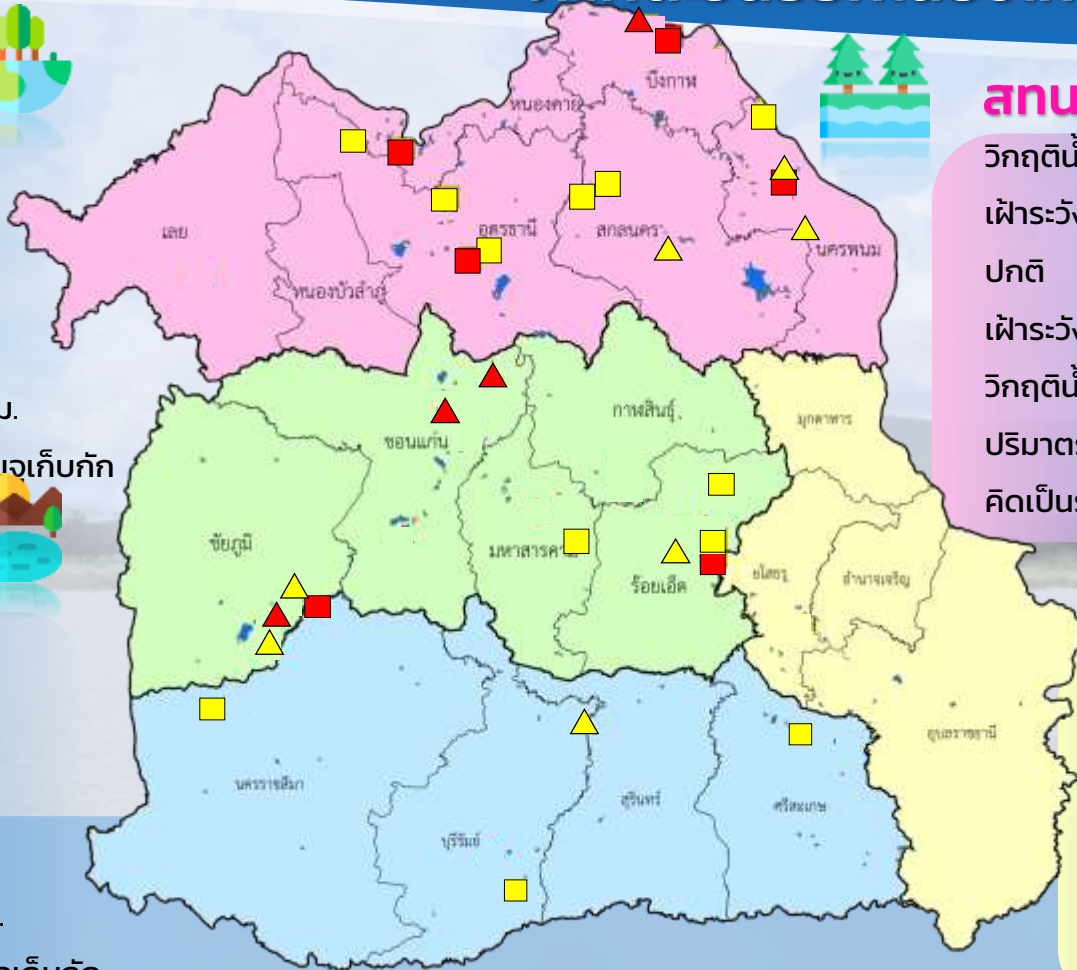 สทน
วิกฤติน้ำ
เฝ้าระวัง
ปกติ
เฝ้าระวัง
วิกฤติน้ำ
ปริมาตร
คิดเป็นร
ม.
มจุเก็บกัก
บึงกาฬ
หนองคาย
เลย
อุดรธานี
สกลนคร
นครพนม
หนองบัวลำภู
กาฬสินธุ์
มุกดาหาร
ขอนแก่น
ชัยภูมิ
มหาสารคาม
ร้อยเอ็ด
ยโสธร
อำนาจเจริญ
อุบลราชธานี
นครราชสีมา
สุรินทร์
ศรีสะเกษ
บุรีรัมย์